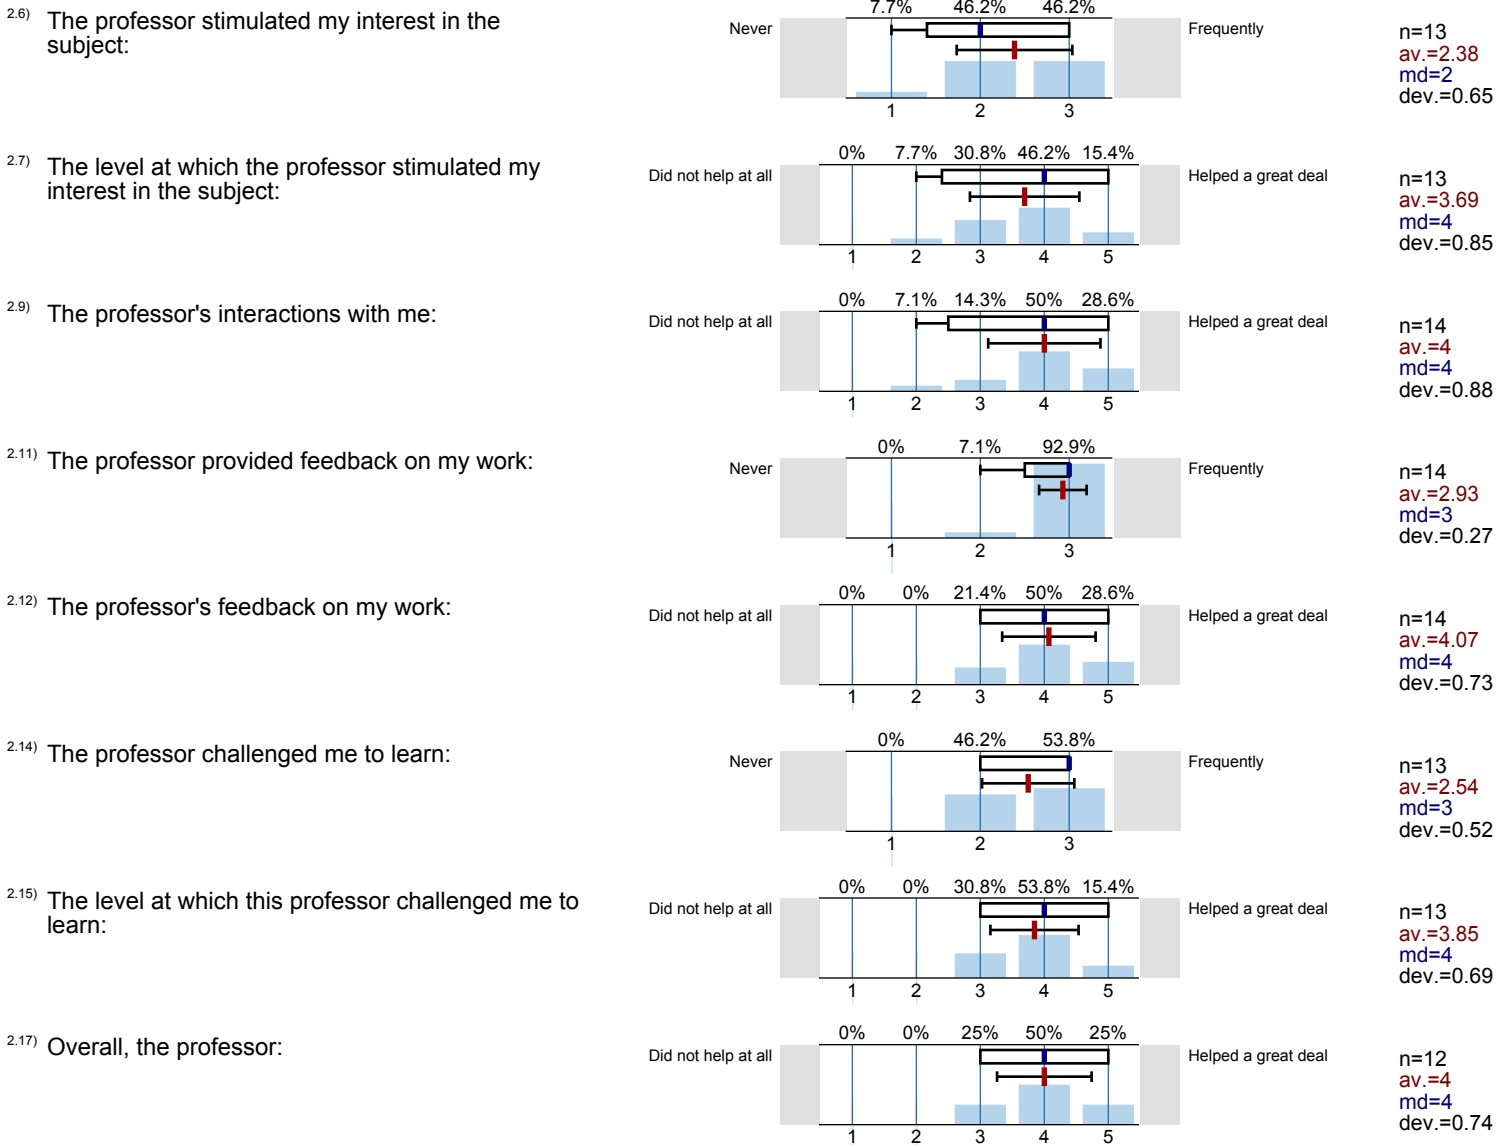 2.6) The professor stimulated my interest in the
subject:
7.7% 46.2% 46.2%
Never
Frequently
1 2 3
n=13
av.=2.38
md=2
dev.=0.65
2.7) The level at which the professor stimulated my
interest in the subject:
0% 7.7% 30.8% 46.2% 15.4%
Did not help at all
Helped a great deal
1 2 3 4 5
n=13
av.=3.69
md=4
dev.=0.85
2.9) The professor's interactions with me:
0% 7.1% 14.3% 50% 28.6%
Did not help at all
Helped a great deal
1 2 3 4 5
n=14
av.=4
md=4
dev.=0.88
2.11) The professor provided feedback on my work:
0% 7.1% 92.9%
Never
Frequently
1 2 3
n=14
av.=2.93
md=3
dev.=0.27
2.12) The professor's feedback on my work:
0% 0% 21.4% 50% 28.6%
Did not help at all
Helped a great deal
1 2 3 4 5
n=14
av.=4.07
md=4
dev.=0.73
2.14) The professor challenged me to learn:
0% 46.2% 53.8%
Never
Frequently
1 2 3
n=13
av.=2.54
md=3
dev.=0.52
2.15) The level at which this professor challenged me to
learn:
0% 0% 30.8% 53.8% 15.4%
Did not help at all
Helped a great deal
1 2 3 4 5
n=13
av.=3.85
md=4
dev.=0.69
2.17) Overall, the professor:
0% 0% 25% 50% 25%
Did not help at all
Helped a great deal
1 2 3 4 5
n=12
av.=4
md=4
dev.=0.74